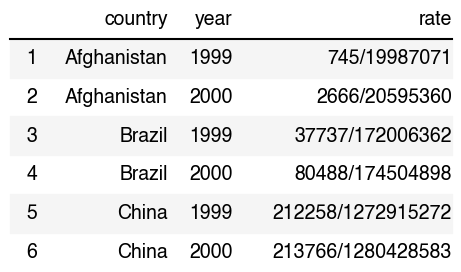 country year rate
1 Afghanistan 1999 745/19987071
2 Afghanistan 2000 2666/20595360
3 Brazil 1999 37737/172006362
4 Brazil 2000 80488/174504898
5 China 1999 212258/1272915272
6 China 2000 213766/1280428583